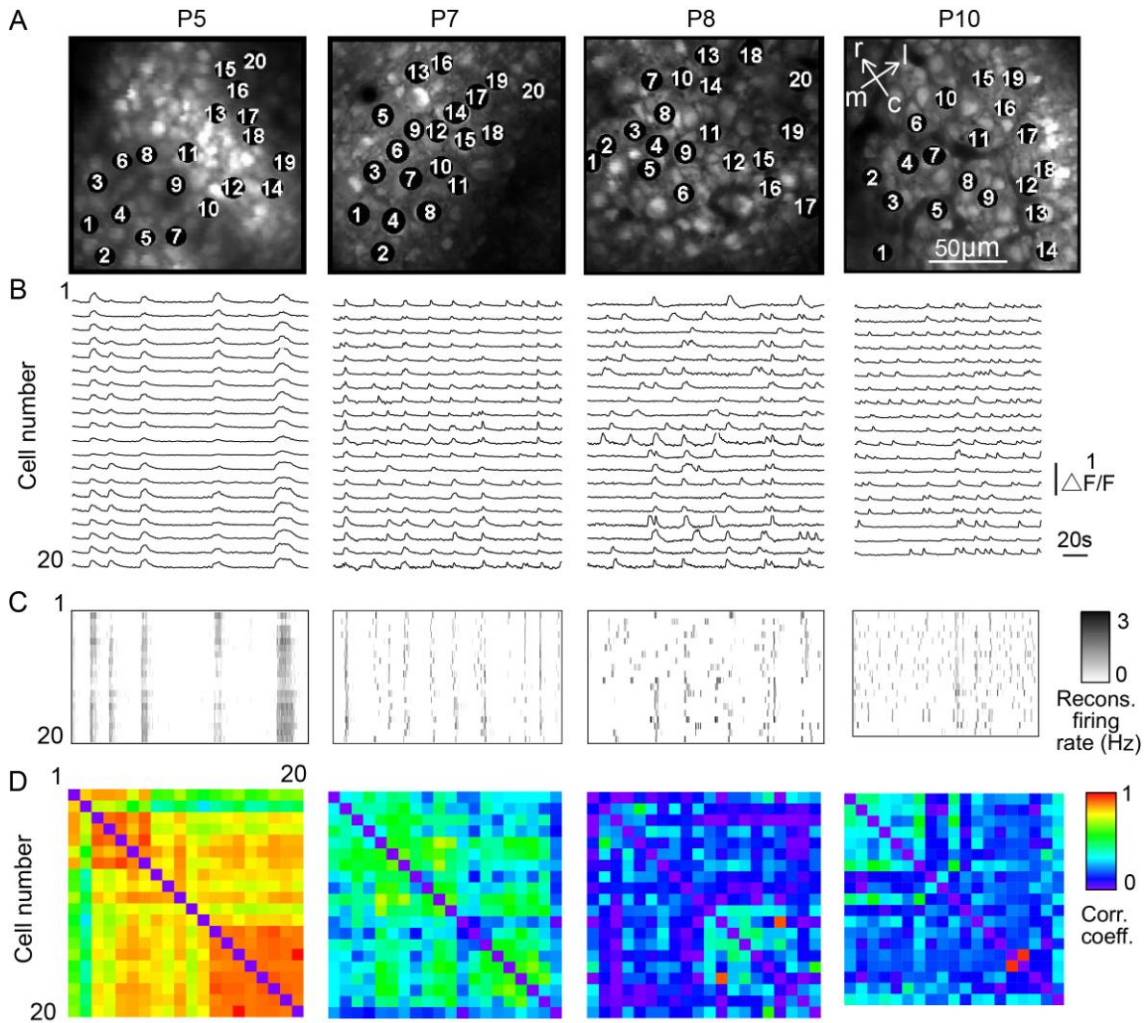 A P5 P7 P8 P10
15 20
16
13 17
18
6 8 11
19
3 9 12 14
10
1 4
5 7
2
13 16
19
17 20
5 14
9 12 18
15
6
3 10
7 11
1 4 8
2
13 18
7 10 20
14
8
3 11 19
2 4
1 9 12 15
5
6 16
17
r l
m c
15 19
10
16
6
11 17
4 7
2 18
8 12
3 9
5 13
1 50μm 14
B 1
Cell number
20
1
△F/F
20s
C 1
20
3
0
Recons.
firing
rate (Hz)
D 1 20
Cell number
20
1
0
Corr.
coeff.